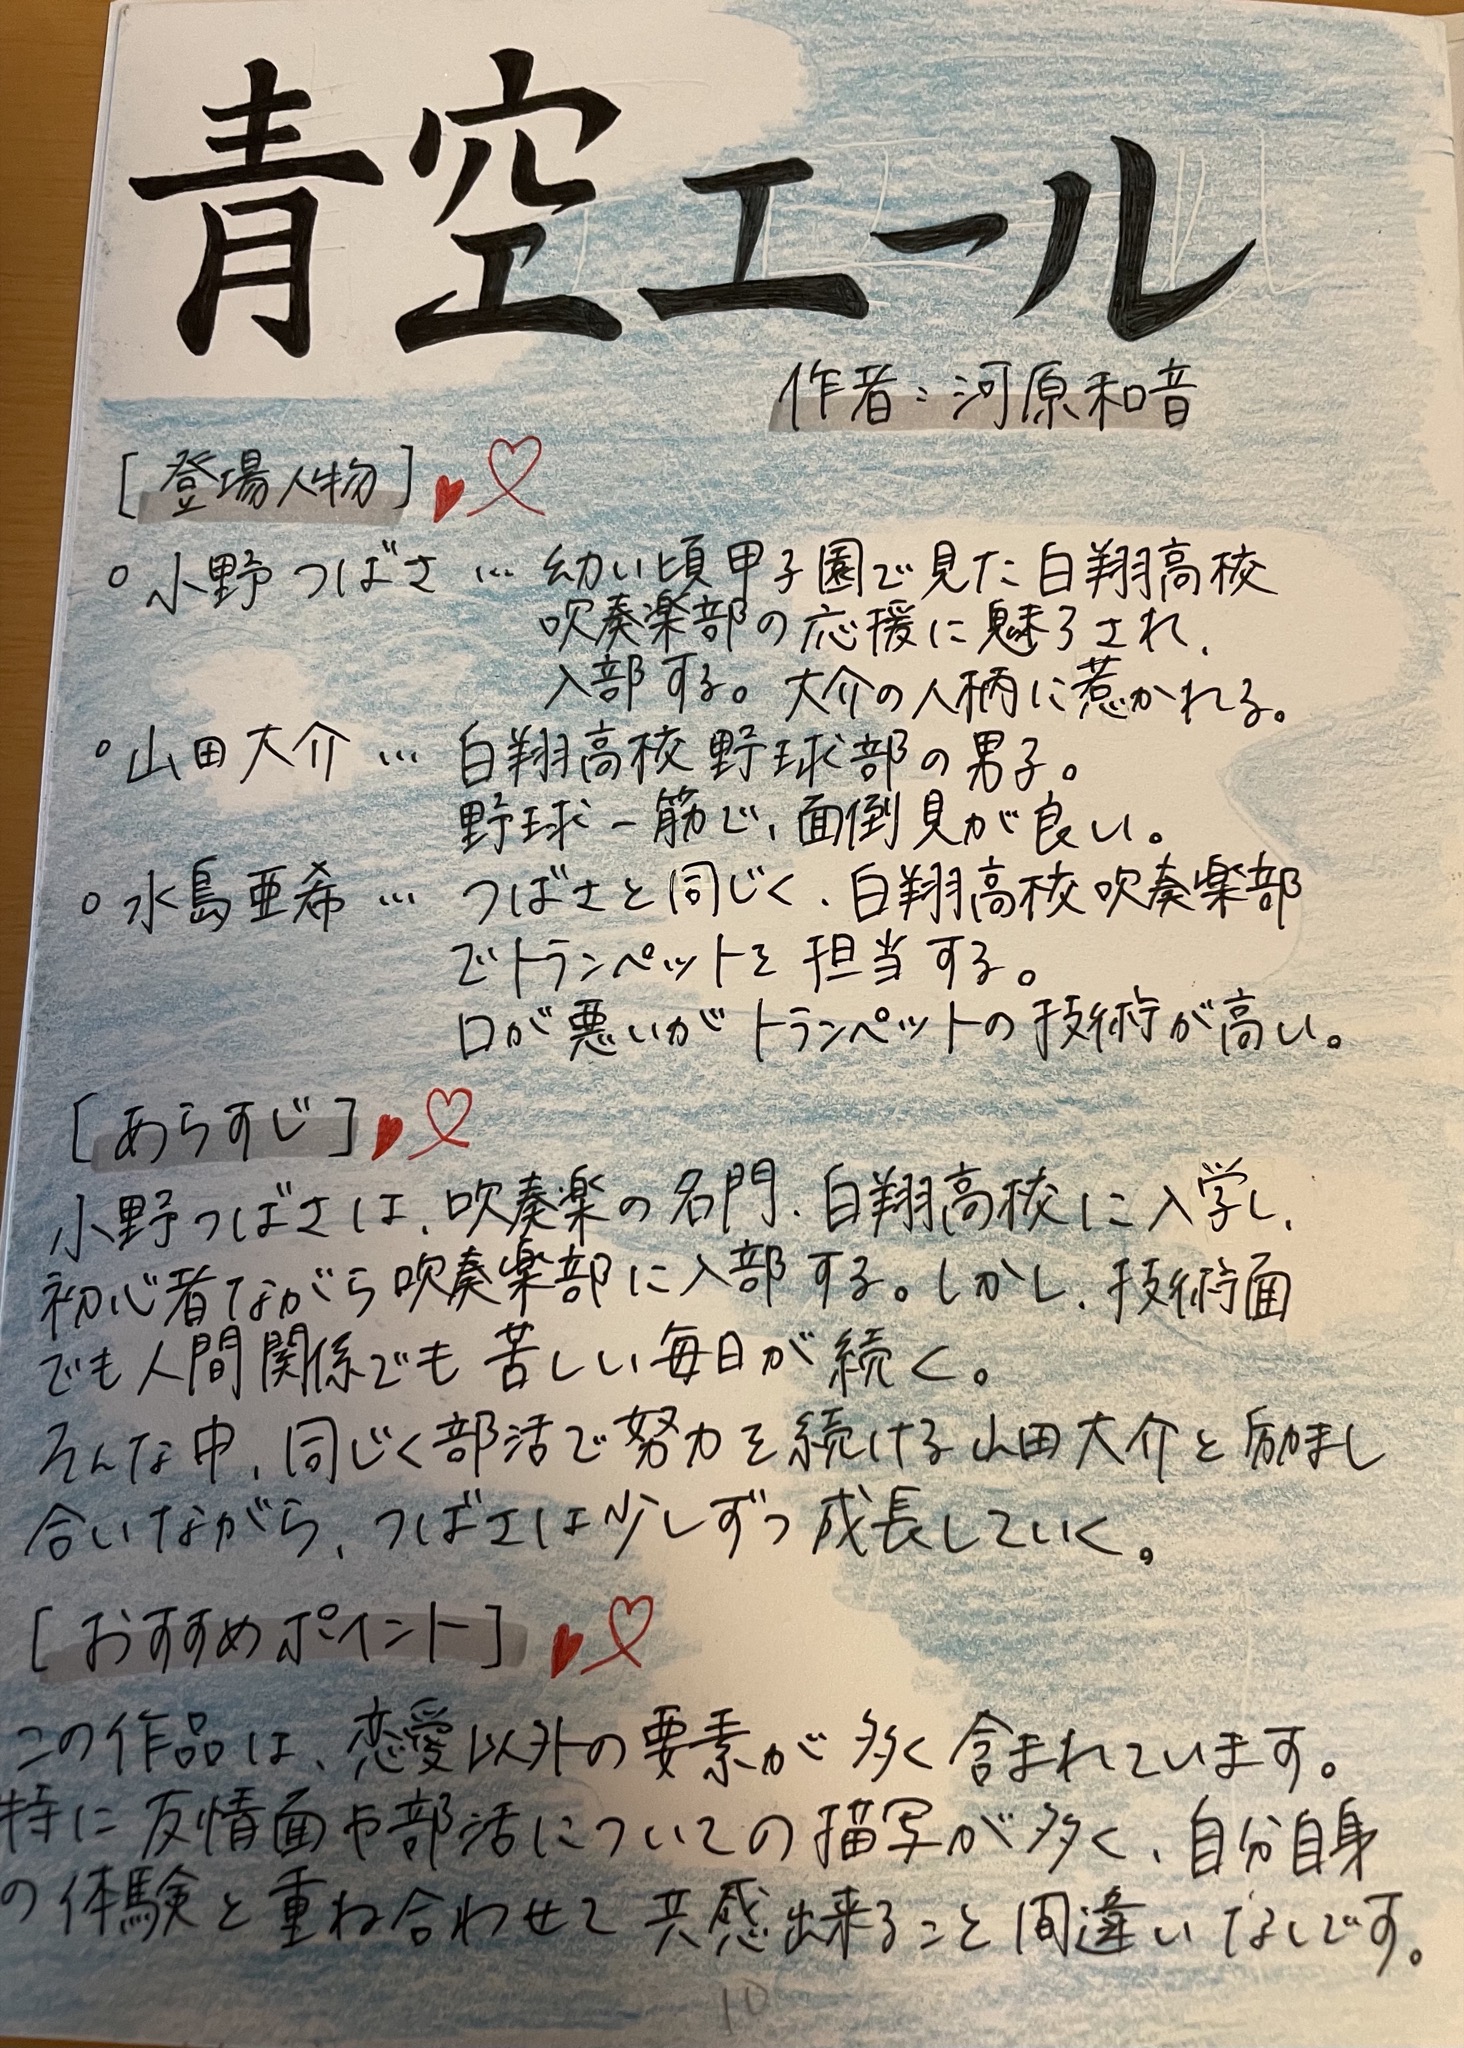 青空エール
作者:河原和音
[登場人物]
○小野つばさ…幼い頃甲子園で見た白翔高校
吹奏楽部の応援に魅了され、
入部する。大介の人柄に惹かれる。
○山田大介…白翔高校野球部の男子。
野球一筋で、面倒見が良い。
○水島亜希…つばさと同じく、白翔高校吹奏楽部
でトランペットを担当する。
口が悪いがトランペットの技術が高い。
[あらすじ]
小野つばさは、吹奏楽の名門、白翔高校に入学し、
初心者ながら吹奏楽部に入部する。しかし、技術面
でも人間関係でも苦しい毎日が続く。
そんな中、同じく部活で努力を続ける山田大介と励まし
合いながら、つばさは少しずつ成長していく。
[おすすめポイント]
この作品は、恋愛以外の要素が多く含まれています。
特に友情面や部活についての描写が多く、自分自身
の体験と重ね合わせて共感出来ること間違いなしです。
10